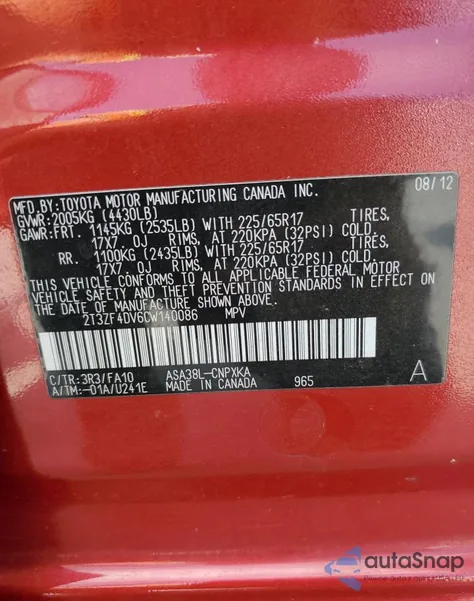 08/12
MFD.BY:TOYOTA MOTOR MANUFACTURING CANADA INC.
GVWR:2005KG (4430LB)
GAWR:FRT. 1145KG (2535LB) WITH 225/65R17 TIRES,
17X7. 0J RIMS, AT 220KPA (32PSI) COLD.
RR. 1100KG (2435LB) WITH 225/65R17 TIRES,
17X7. 0J RIMS, AT 220KPA (32PSI) COLD.
THIS VEHICLE CONFORMS TO ALL APPLICABLE FEDERAL MOTOR
VEHICLE SAFETY AND THEFT PREVENTION STANDARDS IN EFFECT ON
THE DATE OF MANUFACTURE SHOWN ABOVE.
2T3ZF4DV6CW140086 MPV
C/TR:3R3/FA10 ASA38L-CNPXKA
A/TM:-01A/U241E MADE IN CANADA 965 A
autoSnap